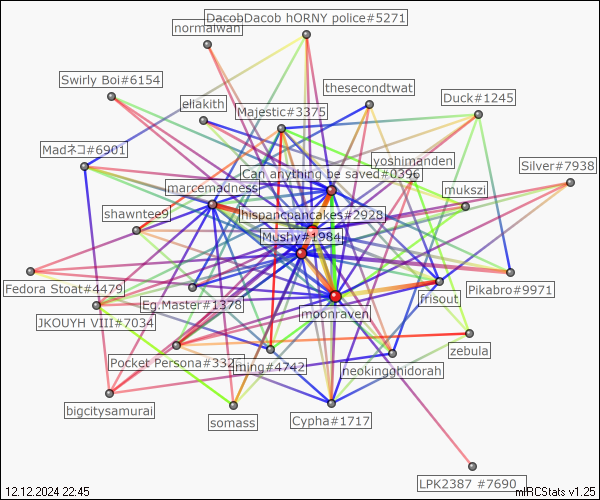 DacobDacob hORNY police#5271
normalwan
Swirly Boi#6154
thesecondtwat
eliakith
Majestic#3375
Duck#1245
Madネコ#6901
yoshimanden
Can anything be saved#0396
Silver#7938
marcemadness
mukszi
shawntee9
hispancpancakes#2928
Mushy#1984
Fedora Stoat#4479
Eg.Master#1378
Pikabro#9971
frisout
JKOUYH VIII#7034
moonraven
zebula
Pocket Persona#332
ming#4742
neokingghidorah
bigcitysamurai
somass
Cypha#1717
LPK2387 #7690
12.12.2024 22:45
mIRCStats v1.25